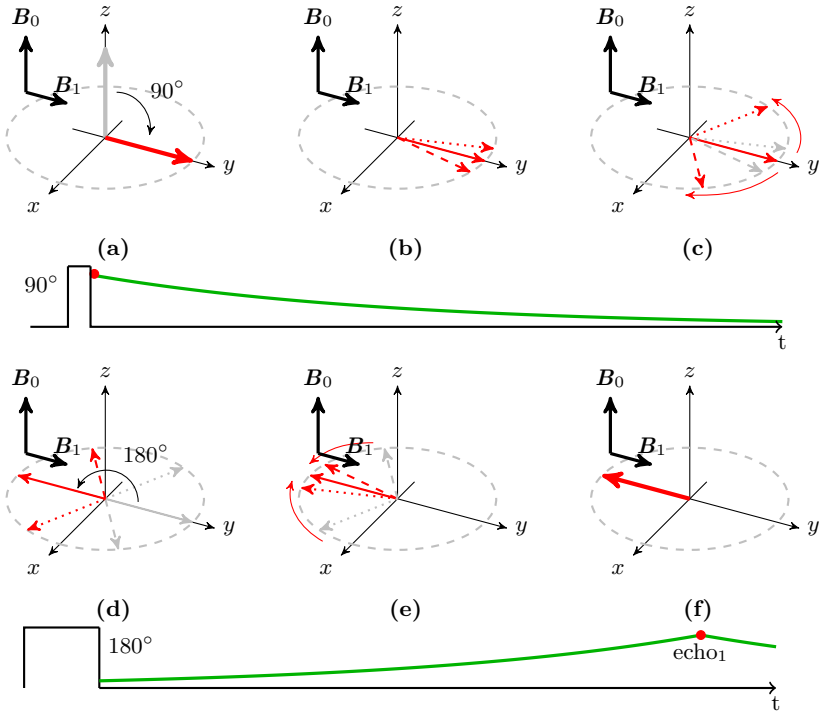 B₀ z B₀ z B₀ z
B₁ 90° B₁ B₁
y y y
x x x
(a) (b) (c)
90°
t
B₀ z B₀ z B₀ z
B₁ 180° B₁ B₁
y y y
x x x
(d) (e) (f)
180°
echo₁
t